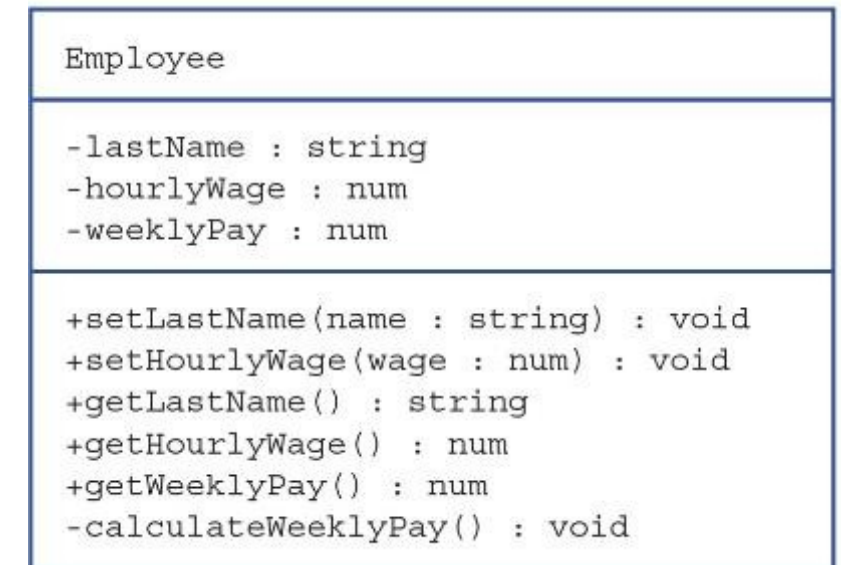 Employee
-lastName : string
-hourlyWage : num
-weeklyPay : num
+setLastName(name : string) : void
+setHourlyWage(wage : num) : void
+getLastName() : string
+getHourlyWage() : num
+getWeeklyPay() : num
-calculateWeeklyPay() : void